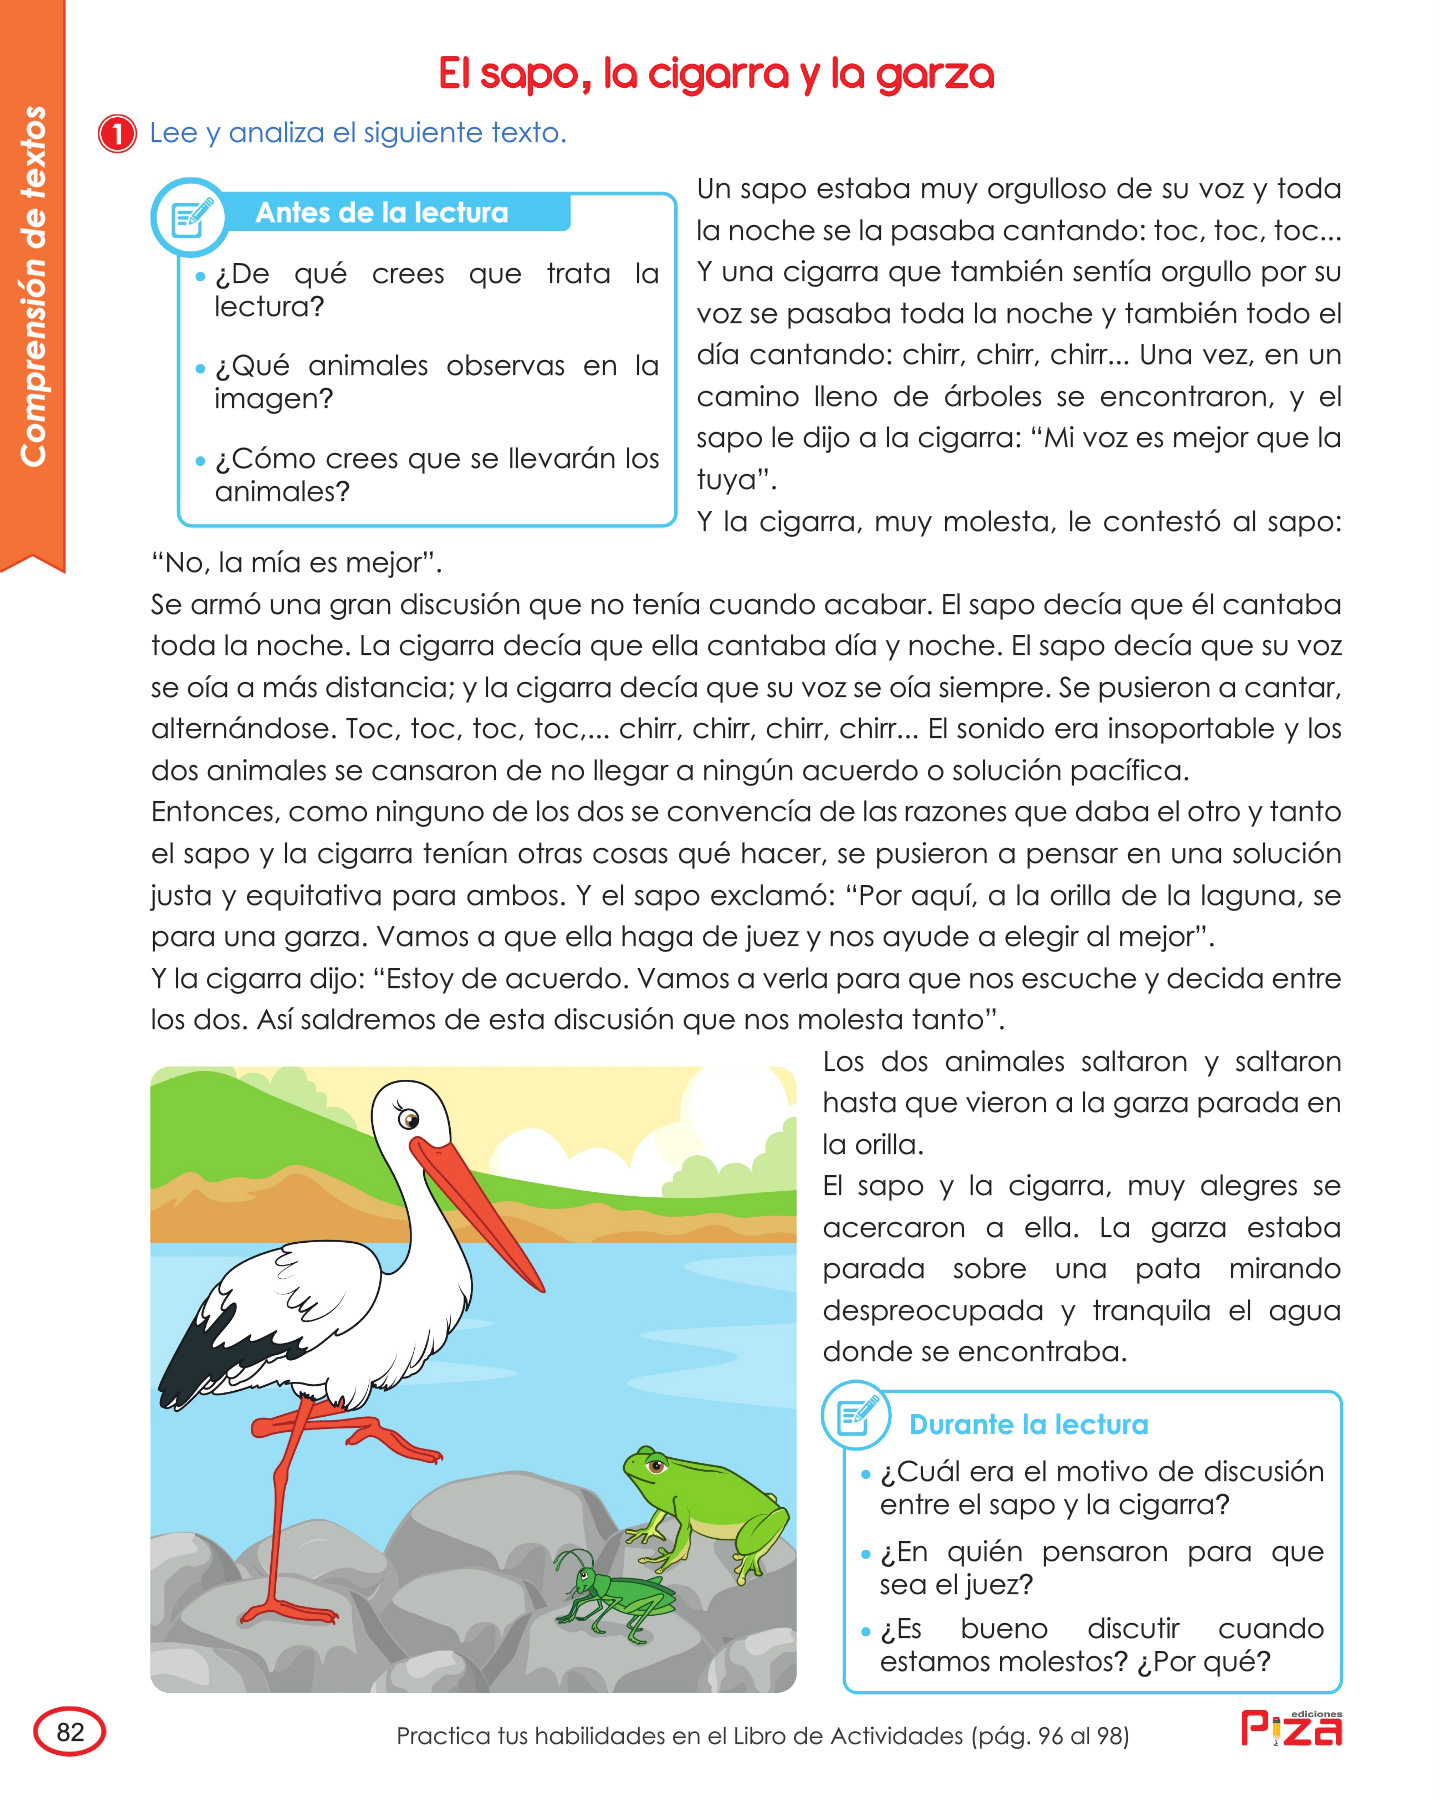 El sapo, la cigarra y la garza
Comprensión de textos
1 Lee y analiza el siguiente texto.
Antes de la lectura
• ¿De qué crees que trata la
lectura?
• ¿Qué animales observas en la
imagen?
• ¿Cómo crees que se llevarán los
animales?
Un sapo estaba muy orgulloso de su voz y toda
la noche se la pasaba cantando: toc, toc, toc...
Y una cigarra que también sentía orgullo por su
voz se pasaba toda la noche y también todo el
día cantando: chirr, chirr, chirr... Una vez, en un
camino lleno de árboles se encontraron, y el
sapo le dijo a la cigarra: “Mi voz es mejor que la
tuya”.
Y la cigarra, muy molesta, le contestó al sapo:
“No, la mía es mejor”.
Se armó una gran discusión que no tenía cuando acabar. El sapo decía que él cantaba
toda la noche. La cigarra decía que ella cantaba día y noche. El sapo decía que su voz
se oía a más distancia; y la cigarra decía que su voz se oía siempre. Se pusieron a cantar,
alternándose. Toc, toc, toc, toc,... chirr, chirr, chirr, chirr... El sonido era insoportable y los
dos animales se cansaron de no llegar a ningún acuerdo o solución pacífica.
Entonces, como ninguno de los dos se convencía de las razones que daba el otro y tanto
el sapo y la cigarra tenían otras cosas qué hacer, se pusieron a pensar en una solución
justa y equitativa para ambos. Y el sapo exclamó: “Por aquí, a la orilla de la laguna, se
para una garza. Vamos a que ella haga de juez y nos ayude a elegir al mejor”.
Y la cigarra dijo: “Estoy de acuerdo. Vamos a verla para que nos escuche y decida entre
los dos. Así saldremos de esta discusión que nos molesta tanto”.
Los dos animales saltaron y saltaron
hasta que vieron a la garza parada en
la orilla.
El sapo y la cigarra, muy alegres se
acercaron a ella. La garza estaba
parada sobre una pata mirando
despreocupada y tranquila el agua
donde se encontraba.
Durante la lectura
• ¿Cuál era el motivo de discusión
entre el sapo y la cigarra?
• ¿En quién pensaron para que
sea el juez?
• ¿Es bueno discutir cuando
estamos molestos? ¿Por qué?
82
Practica tus habilidades en el Libro de Actividades (pág. 96 al 98)
ediciones
Piza